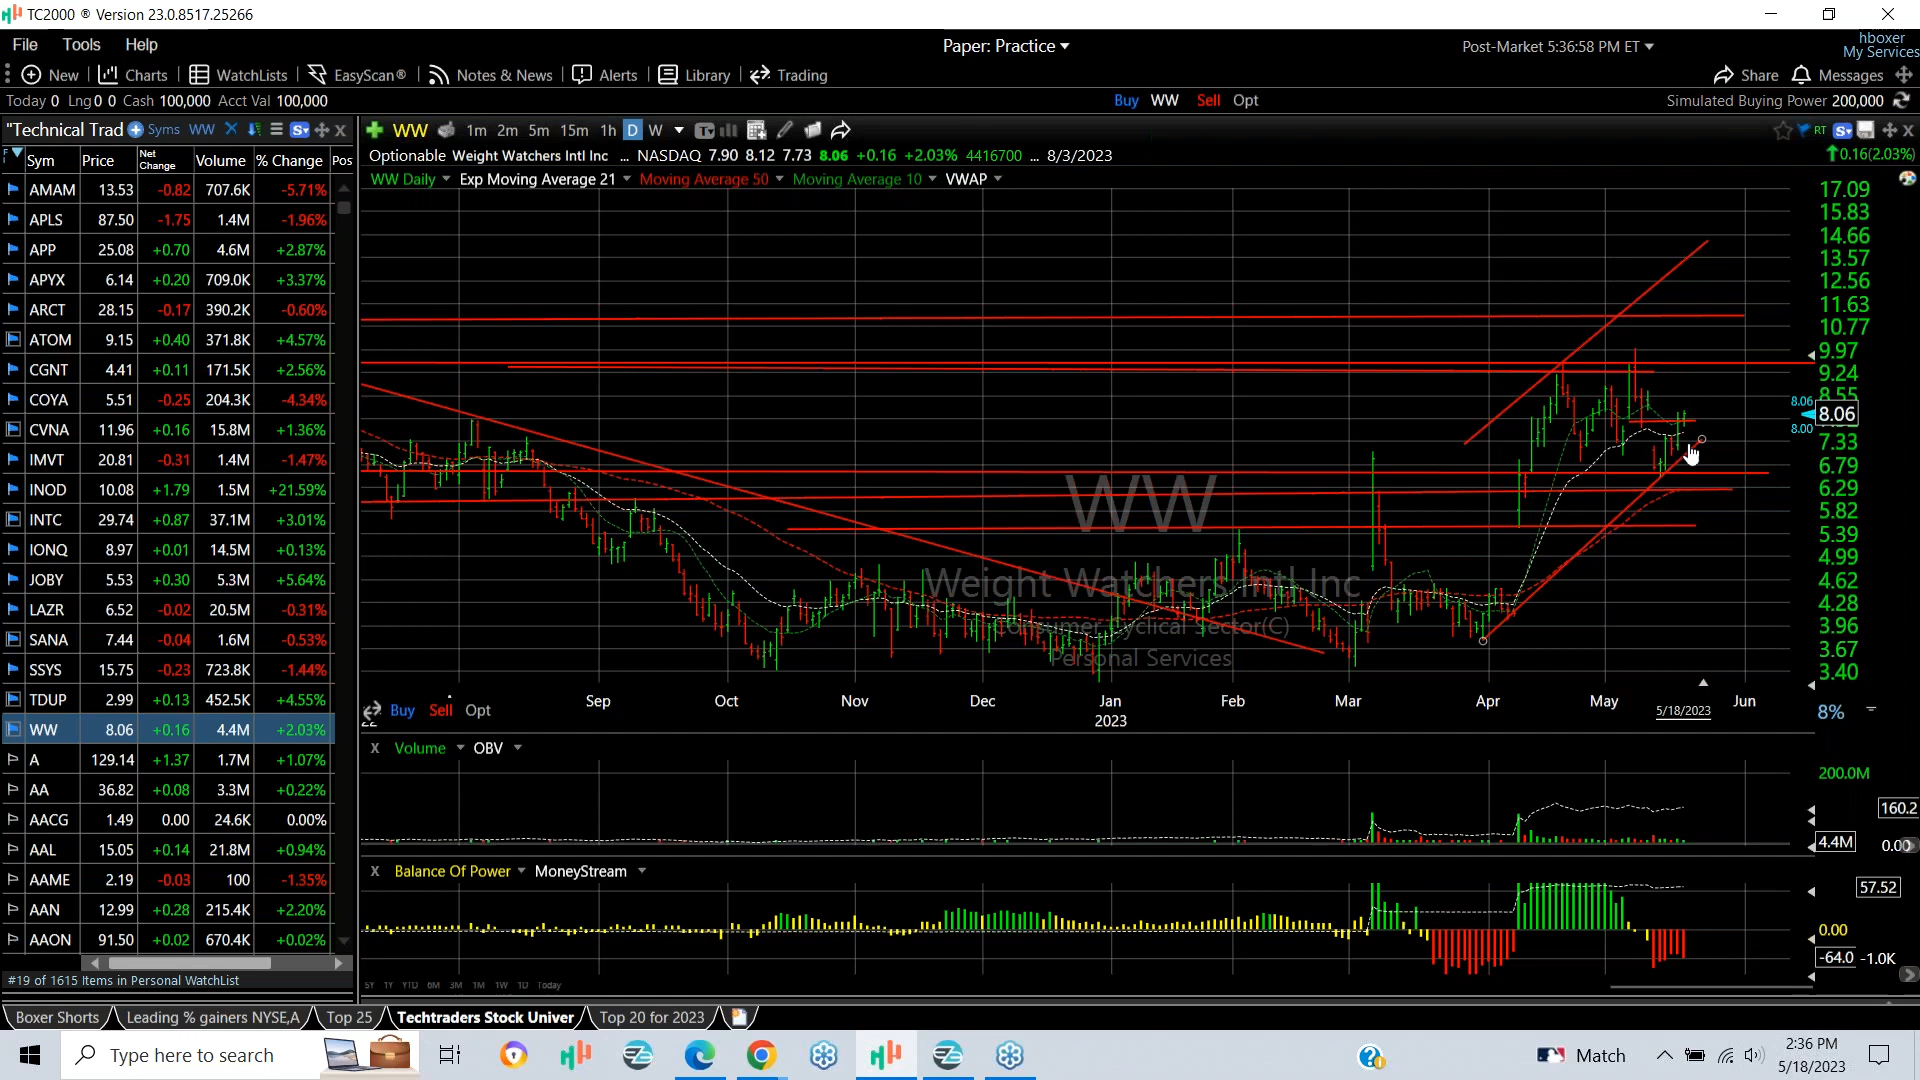 TC2000 ® Version 23.0.8517.25266
File Tools Help
Paper: Practice
Post-Market 5:36:58 PM ET
hboxer
My Services
New Charts WatchLists EasyScan® Notes & News Alerts Library Trading
Share Messages
Today 0 Lng 0 0 Cash 100,000 Acct Val 100,000
Buy WW Sell Opt
Simulated Buying Power 200,000
"Technical Trad Syms WW
WW 1m 2m 5m 15m 1h D W
RT
Optionable Weight Watchers Intl Inc ... NASDAQ 7.90 8.12 7.73 8.06 +0.16 +2.03% 4416700 ... 8/3/2023
0.16(2.03%)
WW Daily Exp Moving Average 21 Moving Average 50 Moving Average 10 VWAP
Sym Price Net Change Volume % Change Pos
AMAM 13.53 -0.82 707.6K -5.71%
APLS 87.50 -1.75 1.4M -1.96%
APP 25.08 +0.70 4.6M +2.87%
APYX 6.14 +0.20 709.0K +3.37%
ARCT 28.15 -0.17 390.2K -0.60%
ATOM 9.15 +0.40 371.8K +4.57%
CGNT 4.41 +0.11 171.5K +2.56%
COYA 5.51 -0.25 204.3K -4.34%
CVNA 11.96 +0.16 15.8M +1.36%
IMVT 20.81 -0.31 1.4M -1.47%
INOD 10.08 +1.79 1.5M +21.59%
INTC 29.74 +0.87 37.1M +3.01%
IONQ 8.97 +0.01 14.5M +0.13%
JOBY 5.53 +0.30 5.3M +5.64%
LAZR 6.52 -0.02 20.5M -0.31%
SANA 7.44 -0.04 1.6M -0.53%
SSYS 15.75 -0.23 723.8K -1.44%
TDUP 2.99 +0.13 452.5K +4.55%
WW 8.06 +0.16 4.4M +2.03%
A 129.14 +1.37 1.7M +1.07%
AA 36.82 +0.08 3.3M +0.22%
AACG 1.49 0.00 24.6K 0.00%
AAL 15.05 +0.14 21.8M +0.94%
AAME 2.19 -0.03 100 -1.35%
AAN 12.99 +0.28 215.4K +2.20%
AAON 91.50 +0.02 670.4K +0.02%
#19 of 1615 Items in Personal WatchList
17.09
15.83
14.66
13.57
12.56
11.63
10.77
9.97
9.24
8.55
8.06 8.06
8.00
7.33
6.79
6.29
5.82
5.39
4.99
4.62
4.28
3.96
3.67
3.40
WW
Weight Watchers Intl Inc
Consumer Cyclical Sector(C)
Personal Services
Sep Oct Nov Dec Jan Feb Mar Apr May Jun
22 2023 5/18/2023
Buy Sell Opt
8%
X Volume OBV
200.0M
160.2
4.4M 0.00
X Balance Of Power MoneyStream
57.52
0.00
-64.0 -1.0K
5Y 1Y YTD 6M 3M 1M 1W 1D Today
Boxer Shorts Leading % gainers NYSE,A Top 25 Techtraders Stock Univer Top 20 for 2023
Type here to search
Match
2:36 PM
5/18/2023